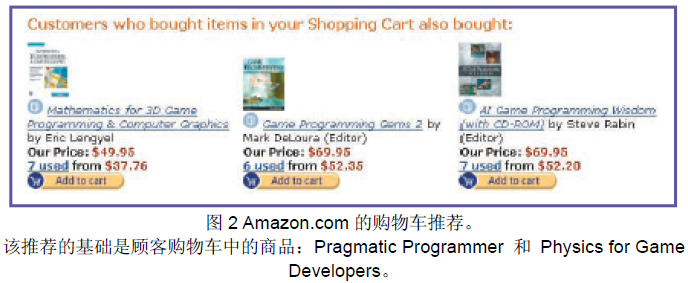 Customers who bought items in your Shopping Cart also bought:
Mathematics for 3D Game
Programming & Computer Graphics
by Eric Lengyel
Our Price: $49.95
7 used from $37.76
Add to cart
Game Programming Gems 2 by
Mark DeLoura (Editor)
Our Price: $69.95
6 used from $52.35
Add to cart
AI Game Programming Wisdom
(with CD-ROM) by Steve Rabin
(Editor)
Our Price: $69.95
7 used from $52.20
Add to cart
图 2 Amazon.com 的购物车推荐。
该推荐的基础是顾客购物车中的商品：Pragmatic Programmer 和 Physics for Game
Developers。